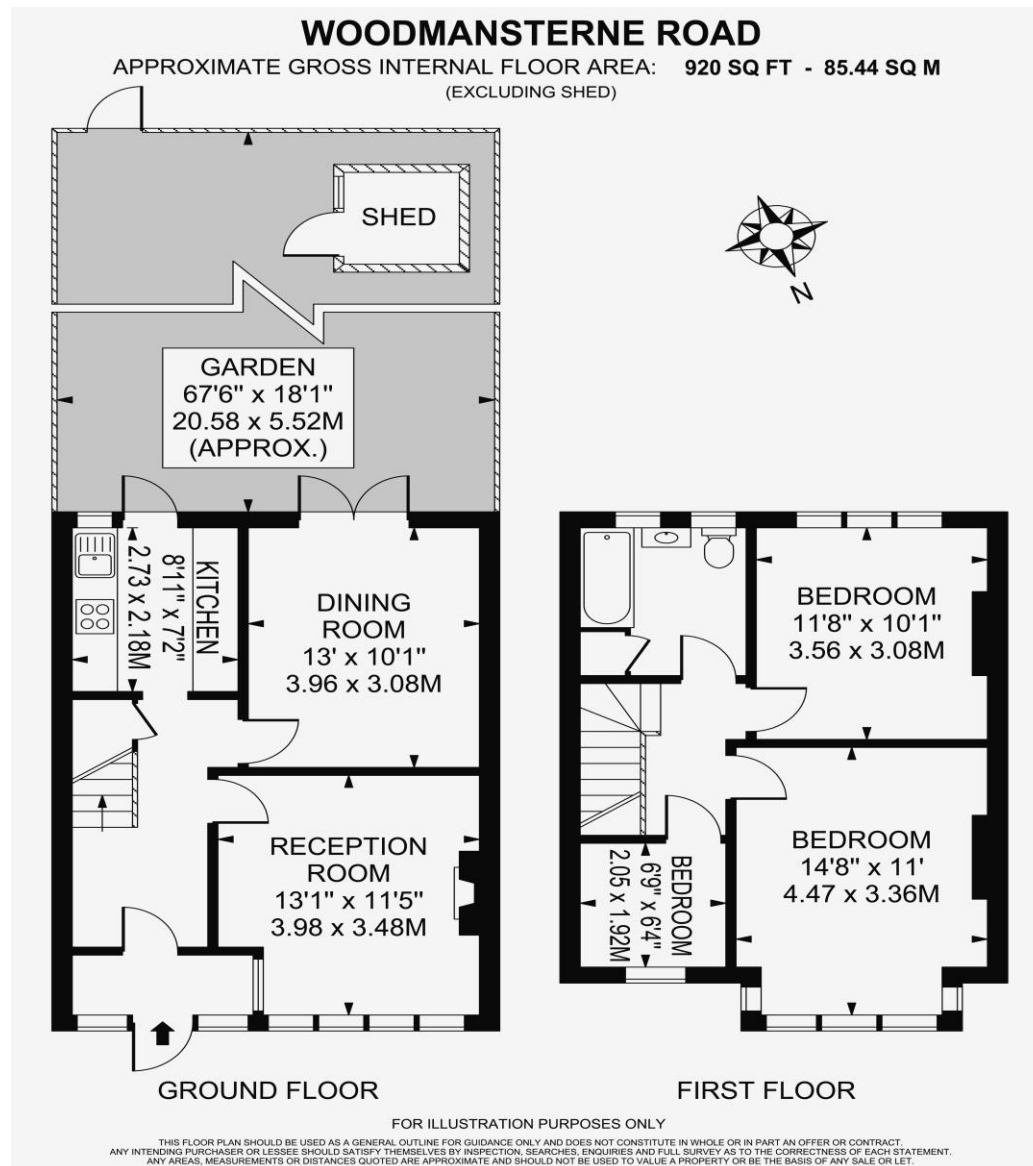 WOODMANSTERNE ROAD
APPROXIMATE GROSS INTERNAL FLOOR AREA: 920 SQ FT - 85.44 SQ M
(EXCLUDING SHED)
SHED
N
GARDEN
67'6" x 18'1"
20.58 x 5.52M
(APPROX.)
KITCHEN
8'11" x 7'2"
2.73 x 2.18M
DINING
ROOM
13' x 10'1"
3.96 x 3.08M
RECEPTION
ROOM
13'1" x 11'5"
3.98 x 3.48M
GROUND FLOOR
BEDROOM
11'8" x 10'1"
3.56 x 3.08M
BEDROOM
14'8" x 11'
4.47 x 3.36M
BEDROOM
6'9" x 6'4"
2.05 x 1.92M
FIRST FLOOR
FOR ILLUSTRATION PURPOSES ONLY
THIS FLOOR PLAN SHOULD BE USED AS A GENERAL OUTLINE FOR GUIDANCE ONLY AND DOES NOT CONSTITUTE IN WHOLE OR IN PART AN OFFER OR CONTRACT.
ANY INTENDING PURCHASER OR LESSEE SHOULD SATISFY THEMSELVES BY INSPECTION, SEARCHES, ENQUIRIES AND FULL SURVEY AS TO THE CORRECTNESS OF EACH STATEMENT.
ANY AREAS, MEASUREMENTS OR DISTANCES QUOTED ARE APPROXIMATE AND SHOULD NOT BE USED TO VALUE A PROPERTY OR BE THE BASIS OF ANY SALE OR LET.